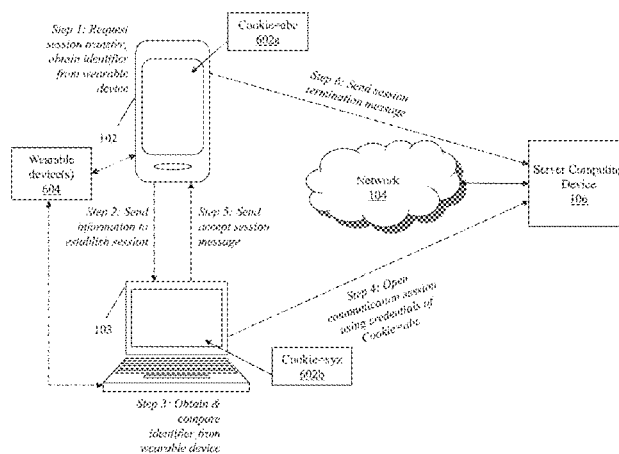 Step 1: Request
session transfer,
obtain identifier
from wearable
device
Cookie=abc
602a
102
Step 6: Send session
termination message
Wearable
device(s)
604
Network
104
Server Computing
Device
106
Step 2: Send
information to
establish session
Step 5: Send
accept session
message
103
Step 4: Open
communication session
using credentials of
Cookie=abc
Cookie=xyz
602b
Step 3: Obtain &
compare
identifier from
wearable device